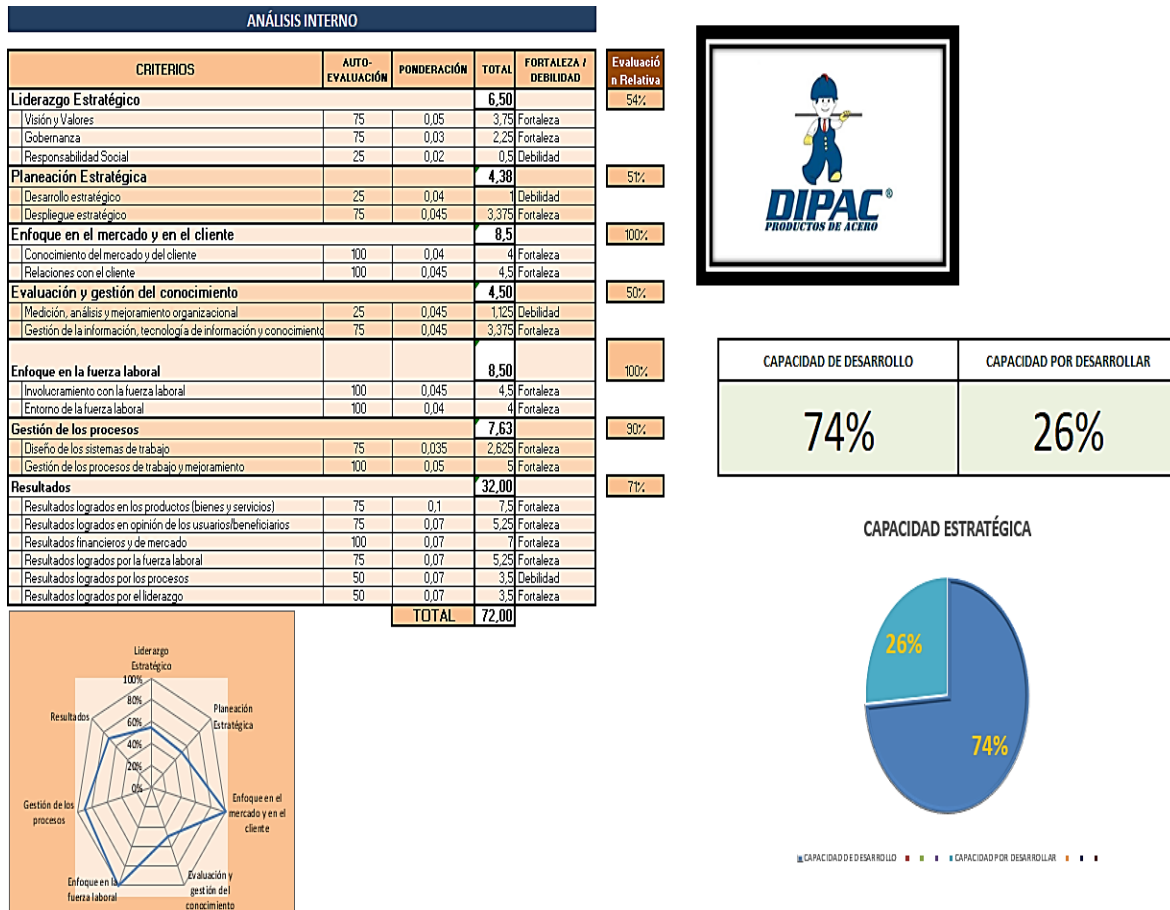 ANÁLISIS INTERNO
CRITERIOS AUTO-EVALUACIÓN PONDERACIÓN TOTAL FORTALEZA / DEBILIDAD Evaluación Relativa
Liderazgo Estratégico 6,50 54%
Visión y Valores 75 0,05 3,75 Fortaleza
Gobernanza 75 0,03 2,25 Fortaleza
Responsabilidad Social 25 0,02 0,5 Debilidad
Planeación Estratégica 4,38 51%
Desarrollo estratégico 25 0,04 1 Debilidad
Despliegue estratégico 75 0,045 3,375 Fortaleza
Enfoque en el mercado y en el cliente 8,5 100%
Conocimiento del mercado y del cliente 100 0,04 4 Fortaleza
Relaciones con el cliente 100 0,045 4,5 Fortaleza
Evaluación y gestión del conocimiento 4,50 50%
Medición, análisis y mejoramiento organizacional 25 0,045 1,125 Debilidad
Gestión de la información, tecnología de información y conocimiento 75 0,045 3,375 Fortaleza
Enfoque en la fuerza laboral 8,50 100%
Involucramiento con la fuerza laboral 100 0,045 4,5 Fortaleza
Entorno de la fuerza laboral 100 0,04 4 Fortaleza
Gestión de los procesos 7,63 90%
Diseño de los sistemas de trabajo 75 0,035 2,625 Fortaleza
Gestión de los procesos de trabajo y mejoramiento 100 0,05 5 Fortaleza
Resultados 32,00 71%
Resultados logrados en los productos (bienes y servicios) 75 0,1 7,5 Fortaleza
Resultados logrados en opinión de los usuarios/beneficiarios 75 0,07 5,25 Fortaleza
Resultados financieros y de mercado 100 0,07 7 Fortaleza
Resultados logrados por la fuerza laboral 75 0,07 5,25 Fortaleza
Resultados logrados por los procesos 50 0,07 3,5 Debilidad
Resultados logrados por el liderazgo 50 0,07 3,5 Fortaleza
TOTAL 72,00
DIPAC®
PRODUCTOS DE ACERO
CAPACIDAD DE DESARROLLO CAPACIDAD POR DESARROLLAR
74% 26%
CAPACIDAD ESTRATÉGICA
26%
74%
CAPACIDAD DE DESARROLLO CAPACIDAD POR DESARROLLAR
Liderazgo
Estratégico
100%
80%
60%
40%
20%
0%
Planeación
Estratégica
Enfoque en el
mercado y en el
cliente
Evaluación y
gestión del
conocimiento
Enfoque en la
fuerza laboral
Gestión de los
procesos
Resultados